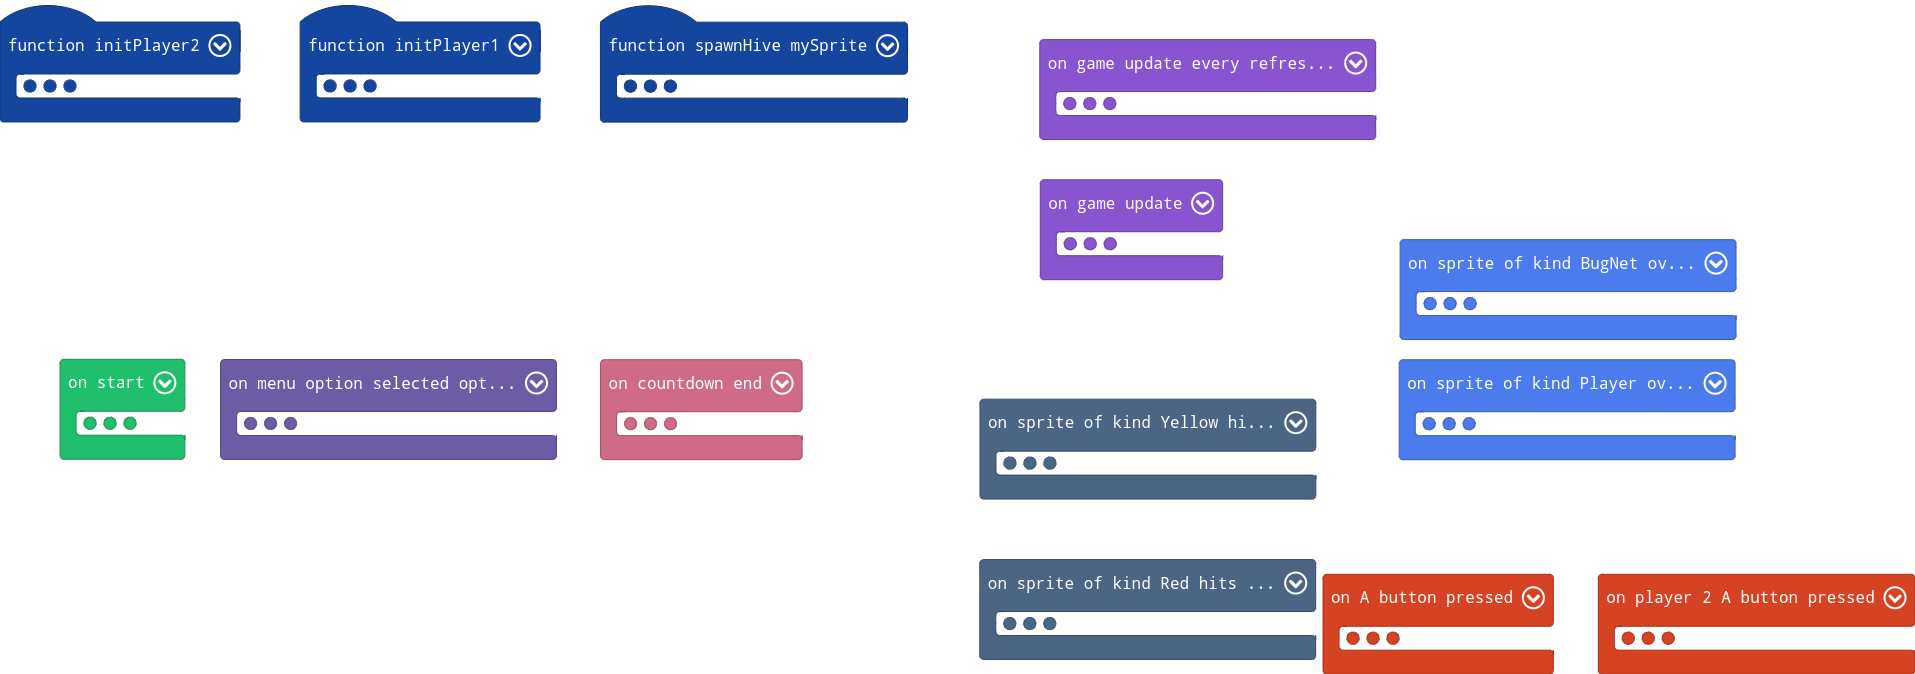 function initPlayer2
function initPlayer1
function spawnHive mySprite
on game update every refres...
on game update
on sprite of kind BugNet ov...
on start
on menu option selected opt...
on countdown end
on sprite of kind Player ov...
on sprite of kind Yellow hi...
on sprite of kind Red hits ...
on A button pressed
on player 2 A button pressed